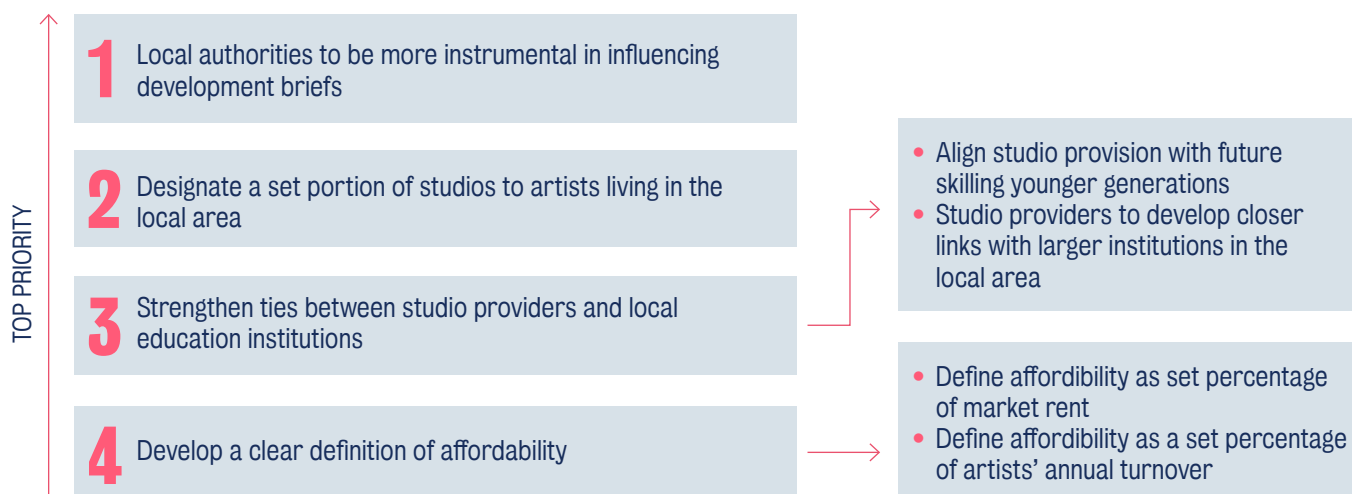 TOP PRIORITY
1
Local authorities to be more instrumental in influencing
development briefs
2
Designate a set portion of studios to artists living in the
local area
3
Strengthen ties between studio providers and local
education institutions
• Align studio provision with future
skilling younger generations
• Studio providers to develop closer
links with larger institutions in the
local area
4
Develop a clear definition of affordability
• Define affordibility as set percentage
of market rent
• Define affordibility as a set percentage
of artists’ annual turnover